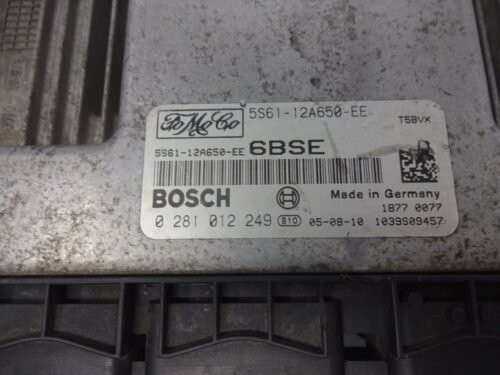 FoMoCo 5S61-12A650-EE T5BVX
5S61-12A650-EE 6BSE
BOSCH Made in Germany
0 281 012 249 810 05-08-10 1877 0077
1039S09457